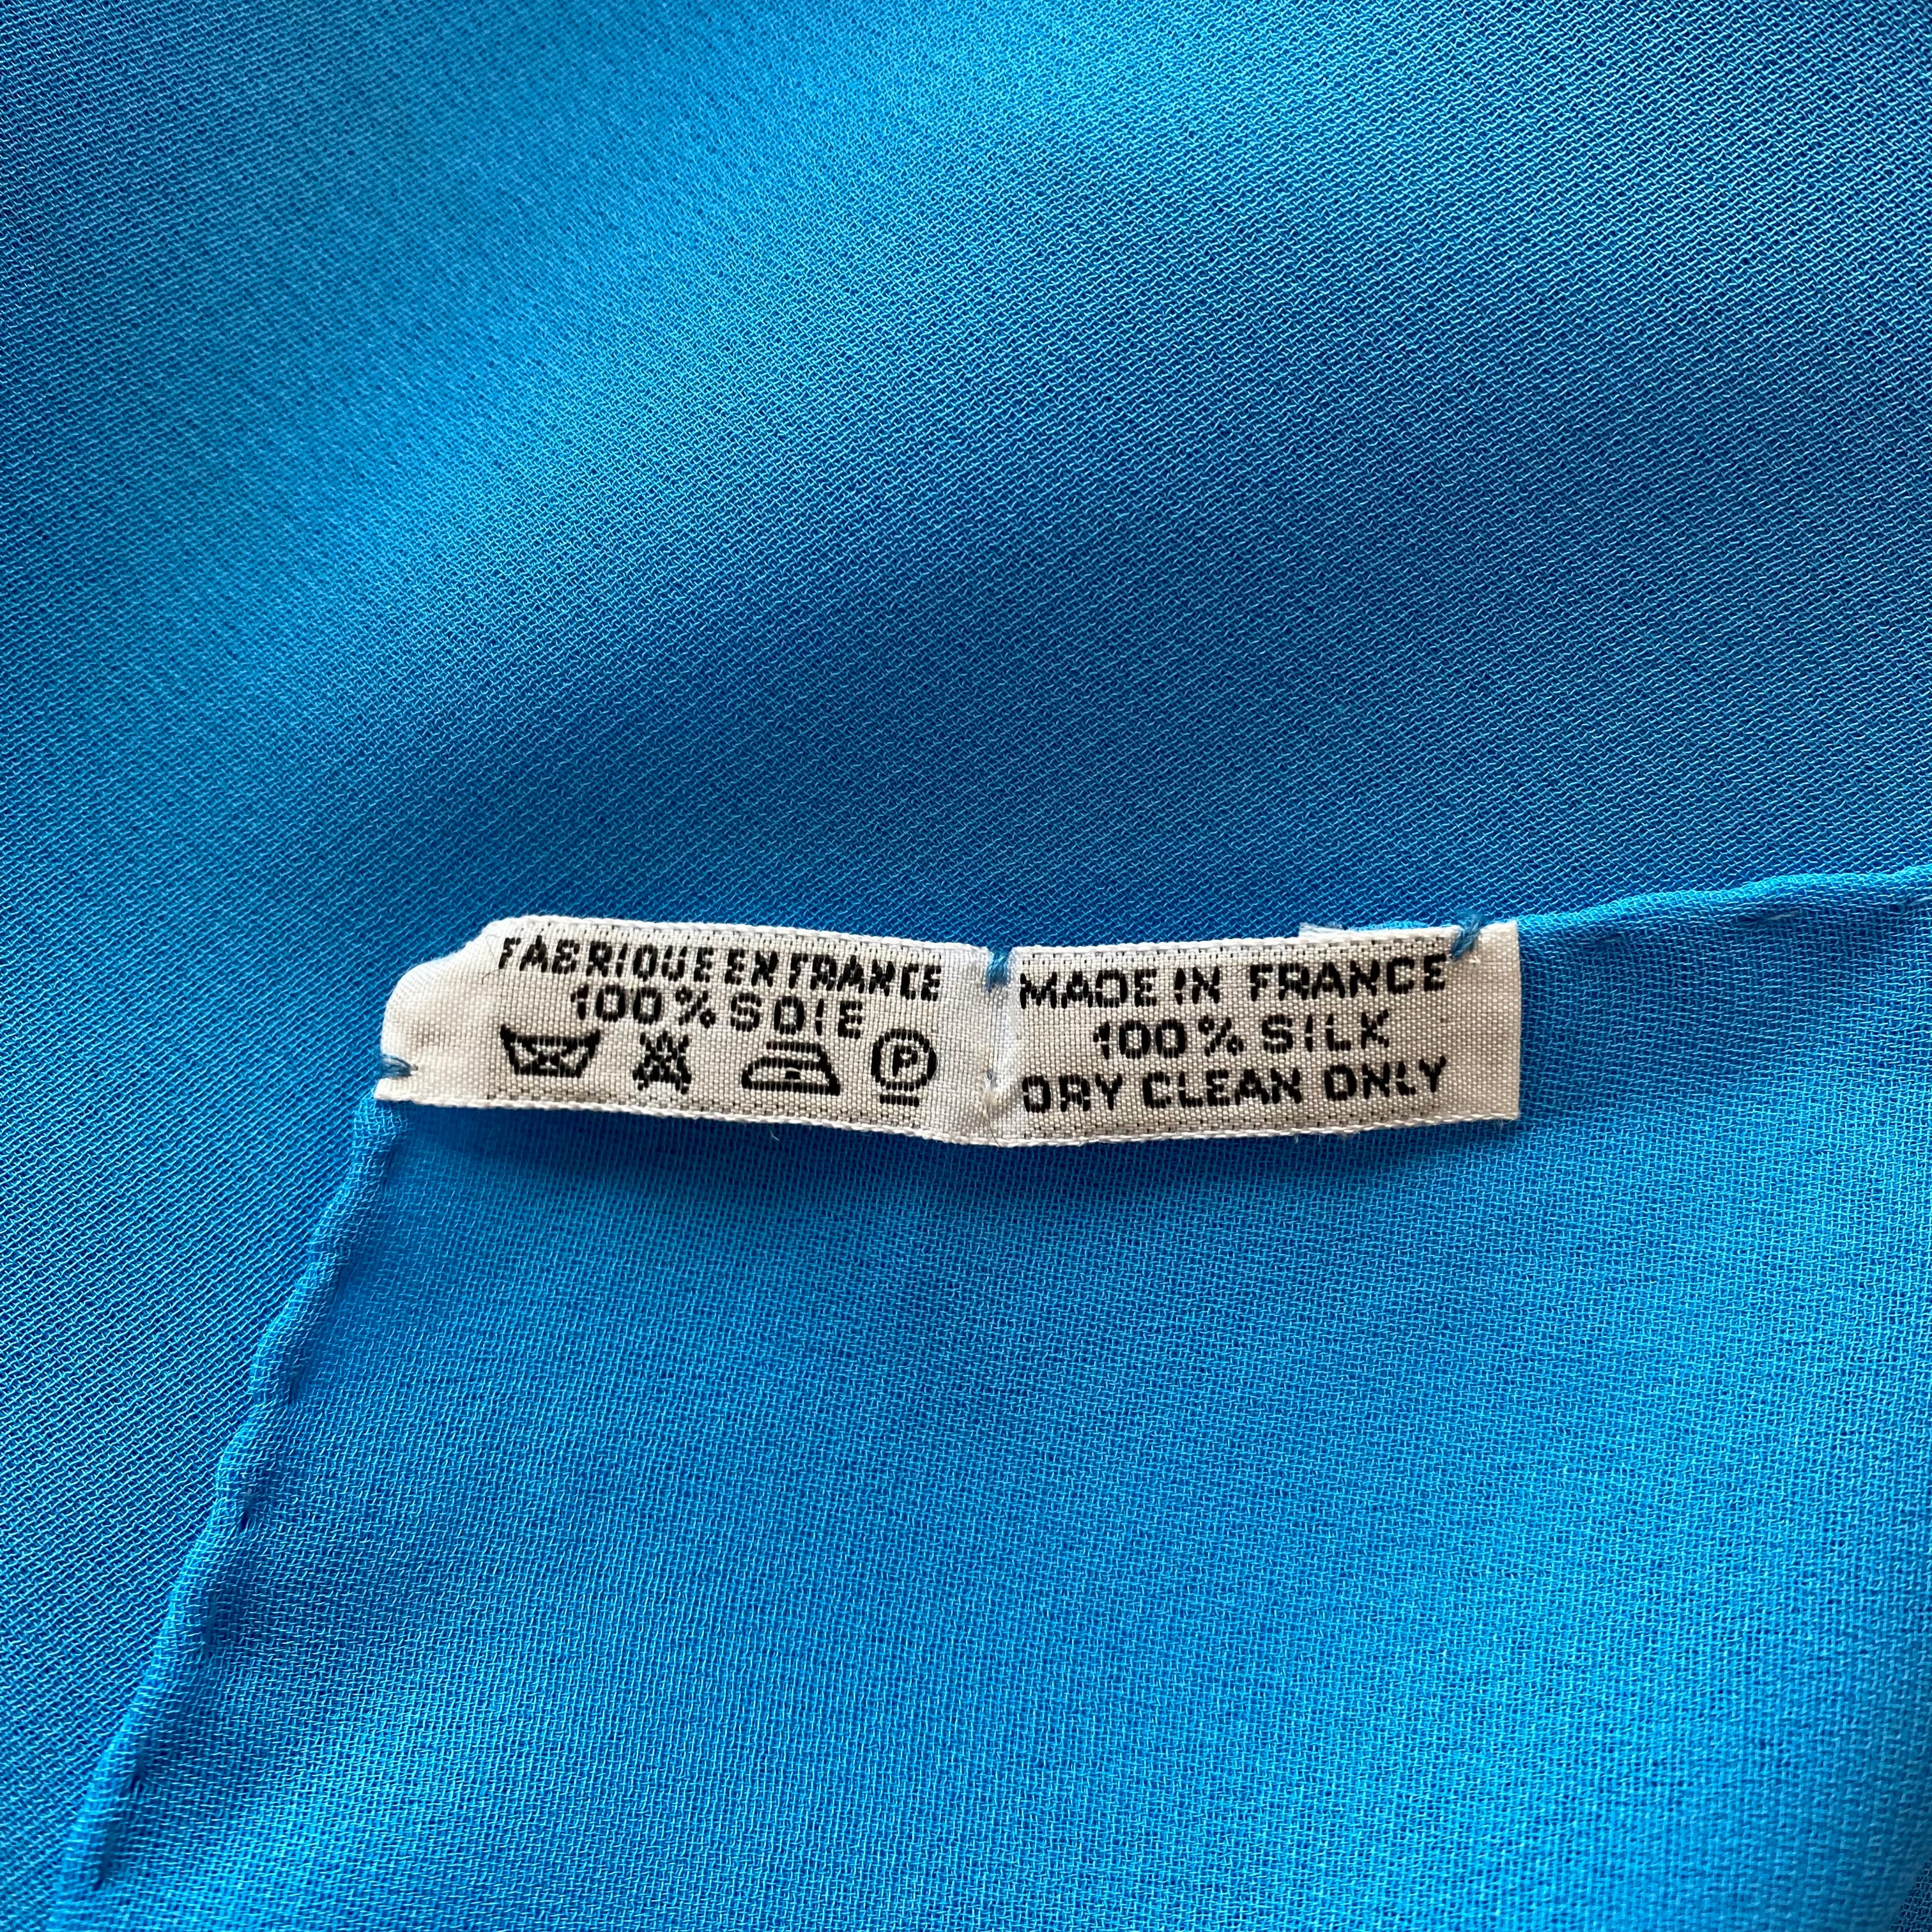 FABRIQUE EN FRANCE
100% SOIE
P
MADE IN FRANCE
100% SILK
DRY CLEAN ONLY